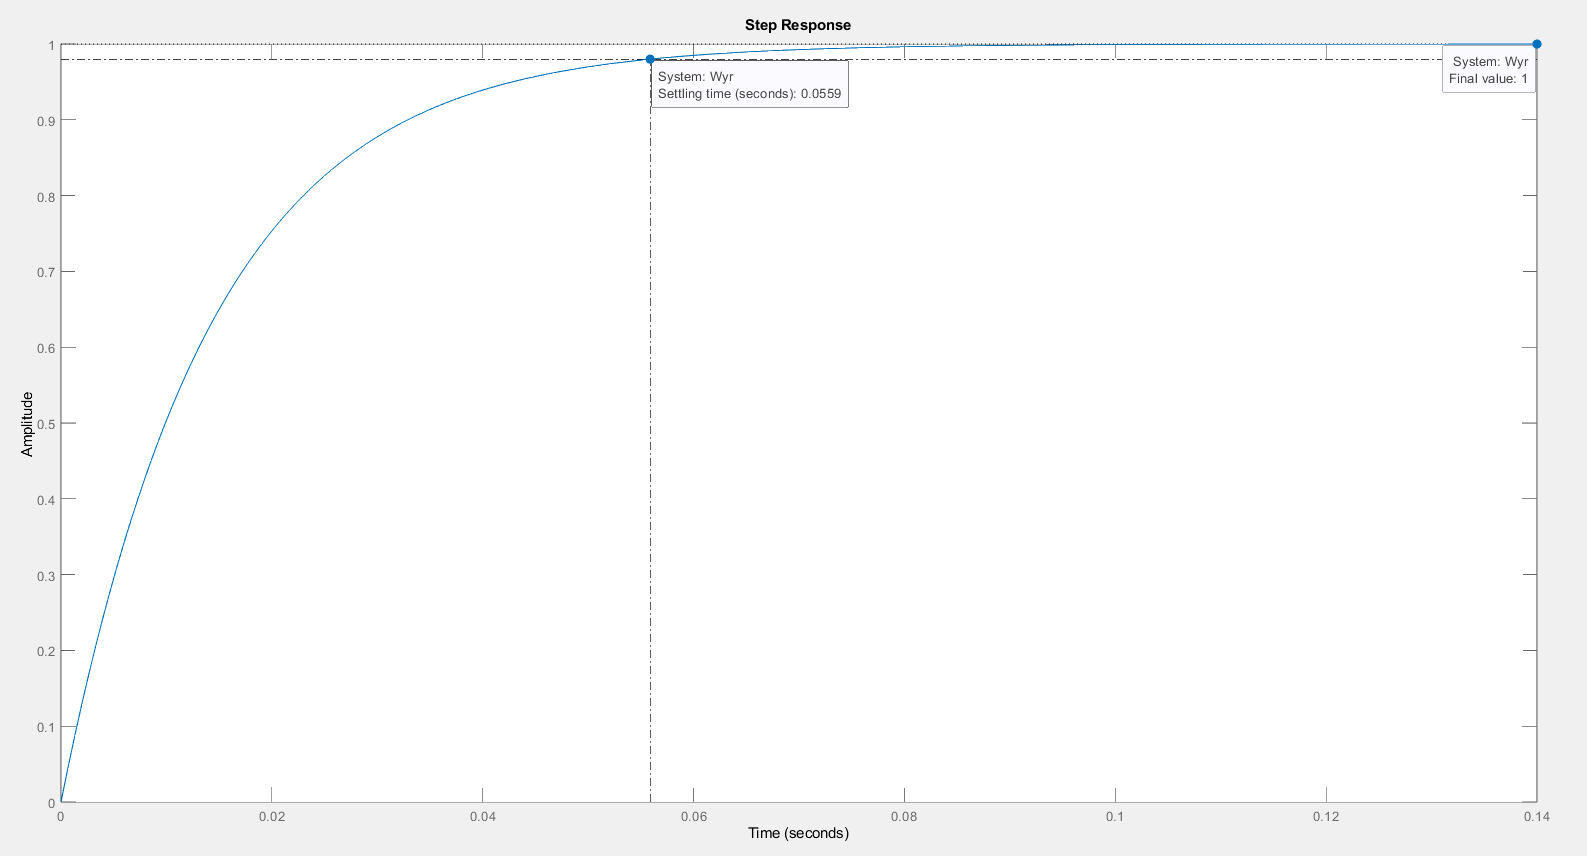 Step Response
1
0.9
0.8
0.7
0.6
0.5
0.4
0.3
0.2
0.1
0
Amplitude
System: Wyr
Settling time (seconds): 0.0559
System: Wyr
Final value: 1
0
0.02
0.04
0.06
0.08
0.1
0.12
0.14
Time (seconds)